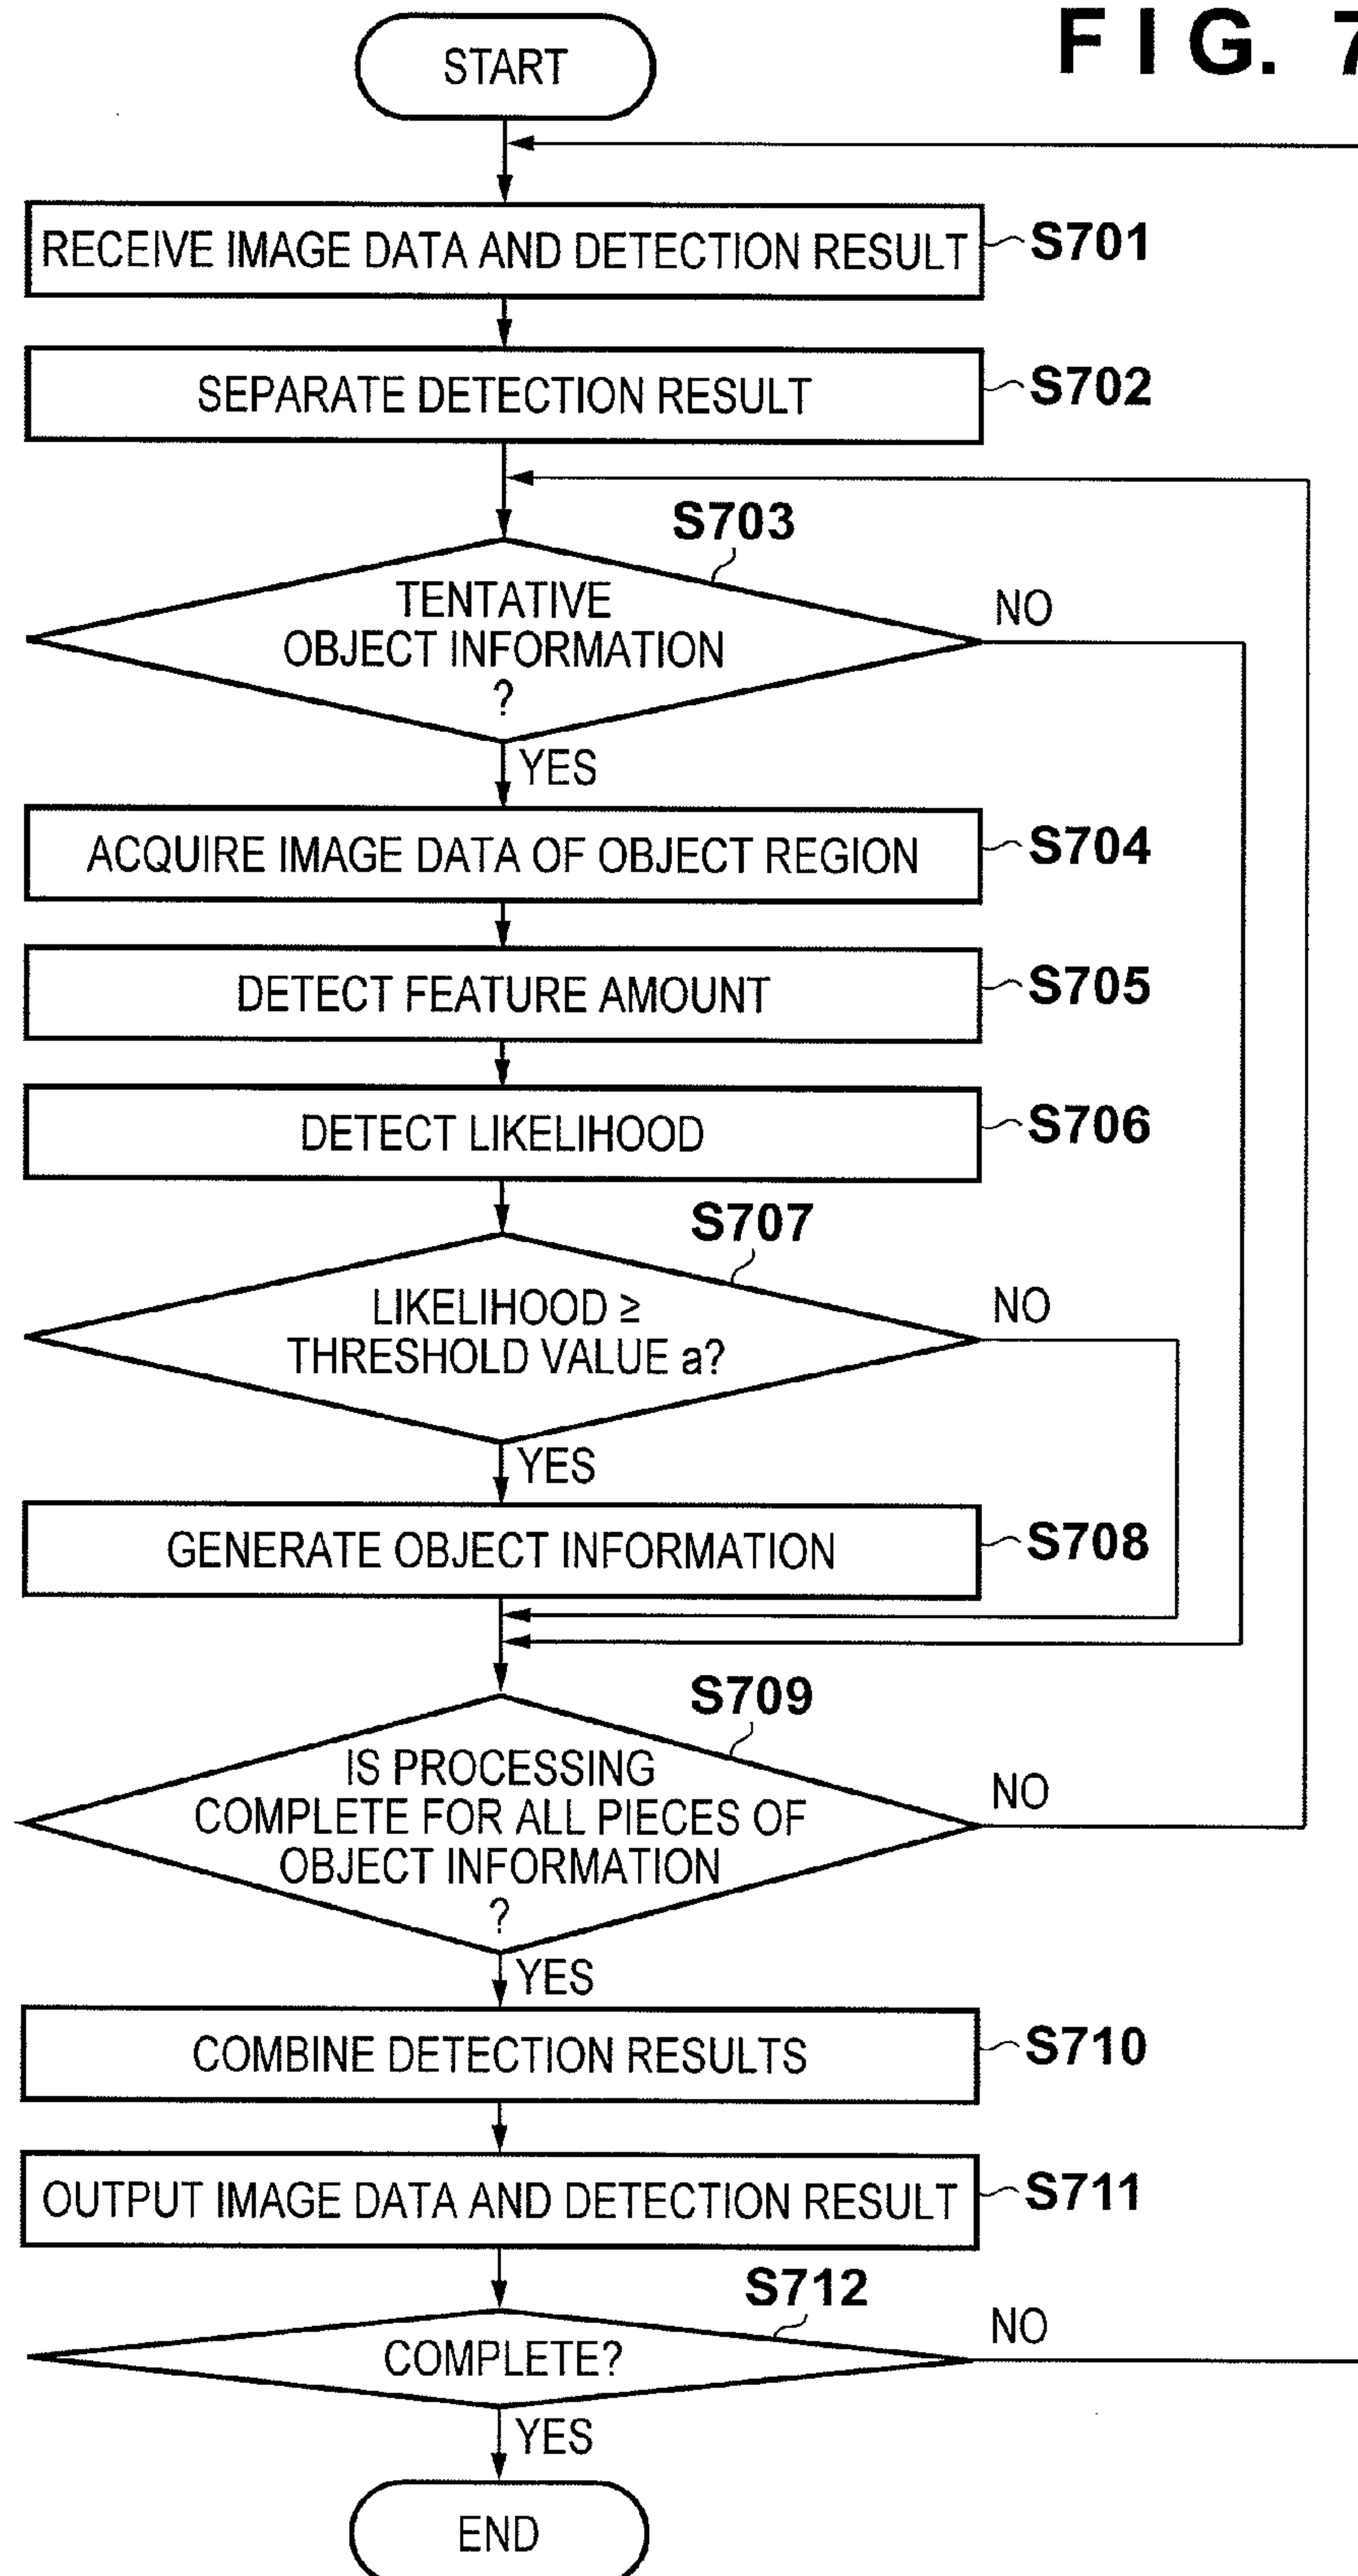 FIG. 7
START
RECEIVE IMAGE DATA AND DETECTION RESULT
S701
SEPARATE DETECTION RESULT
S702
S703
TENTATIVE
OBJECT INFORMATION
?
NO
YES
ACQUIRE IMAGE DATA OF OBJECT REGION
S704
DETECT FEATURE AMOUNT
S705
DETECT LIKELIHOOD
S706
S707
LIKELIHOOD ≥
THRESHOLD VALUE a?
NO
YES
GENERATE OBJECT INFORMATION
S708
S709
IS PROCESSING
COMPLETE FOR ALL PIECES OF
OBJECT INFORMATION
?
NO
YES
COMBINE DETECTION RESULTS
S710
OUTPUT IMAGE DATA AND DETECTION RESULT
S711
S712
COMPLETE?
NO
YES
END